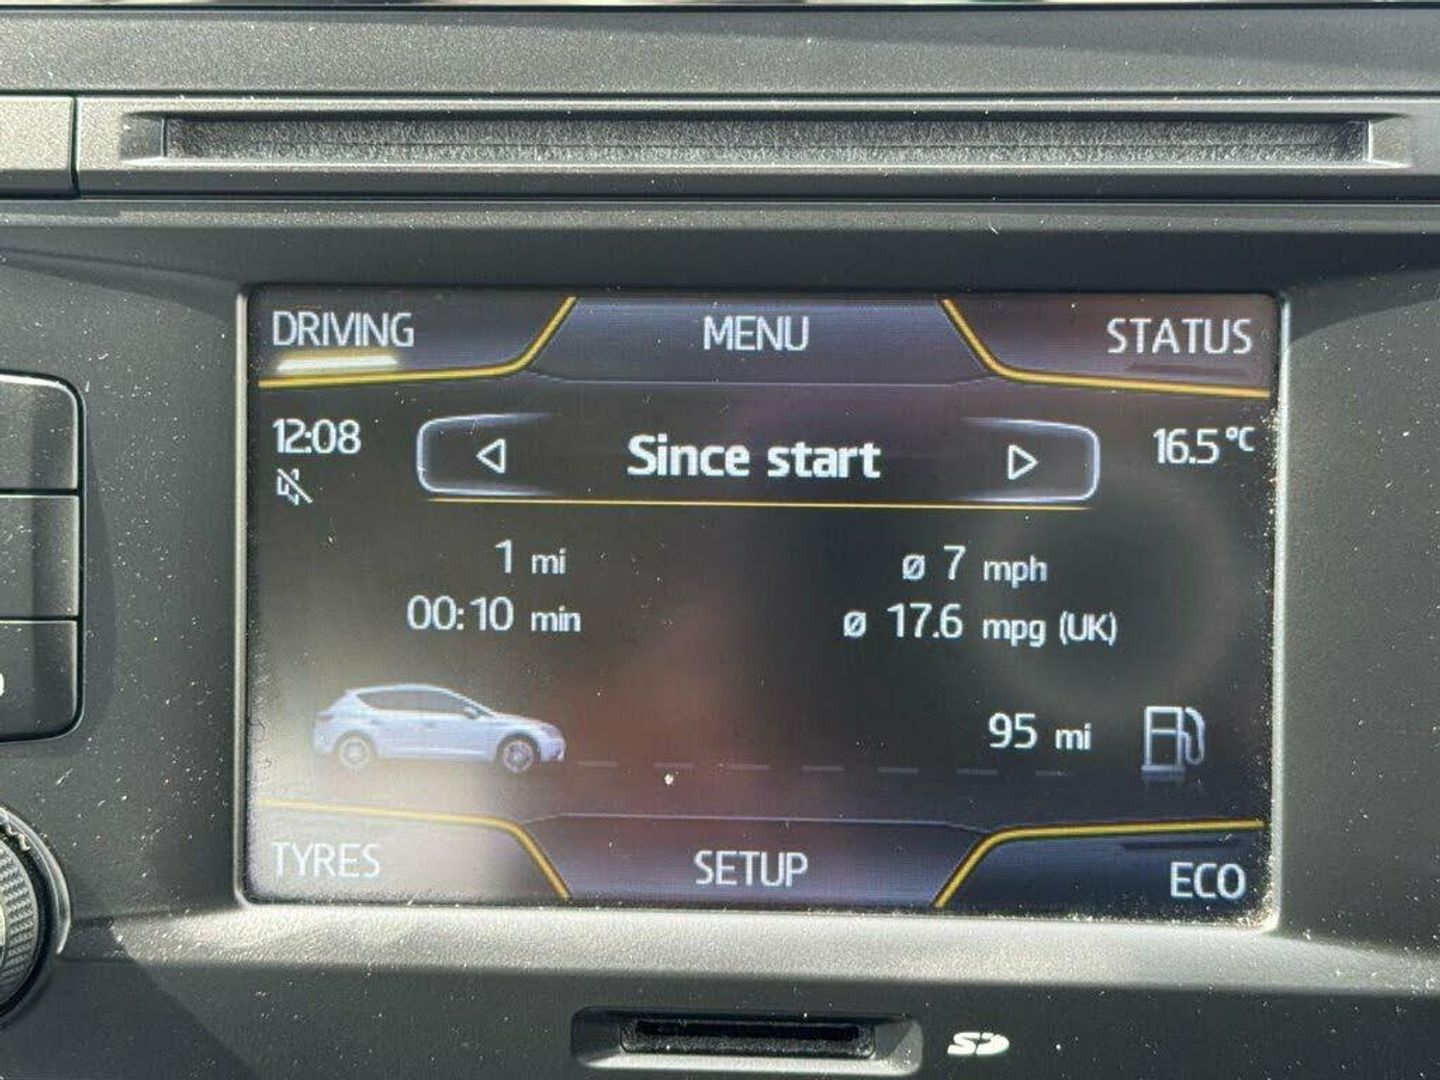 DRIVING MENU STATUS
12:08 Since start 16.5 °C
1 mi ø 7 mph
00:10 min ø 17.6 mpg (UK)
95 mi
TYRES SETUP ECO
SD